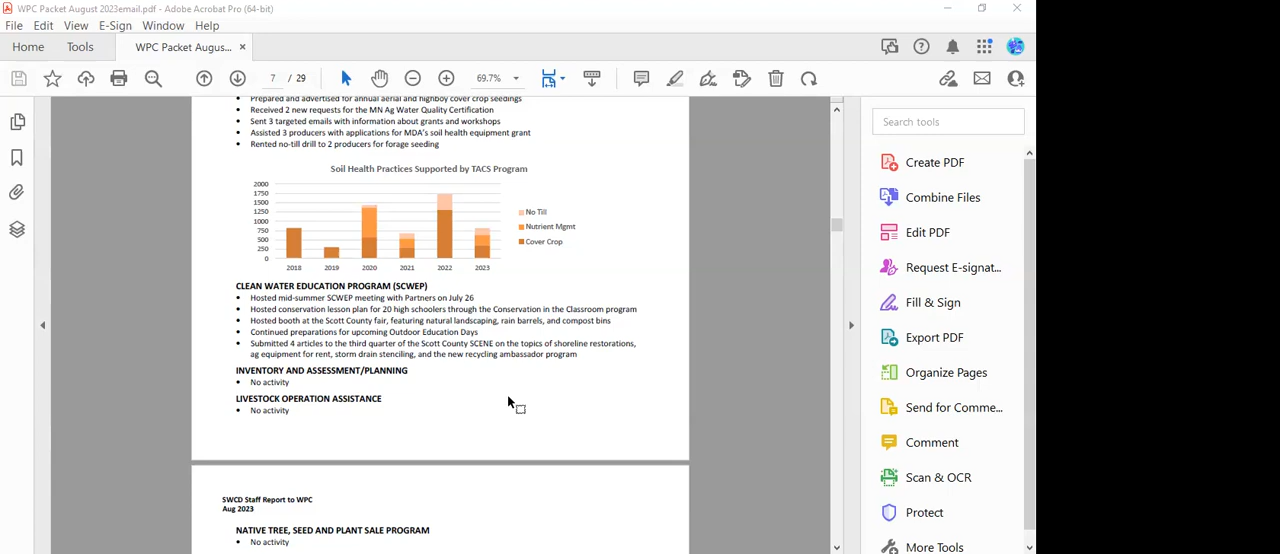 WPC Packet August 2023email.pdf - Adobe Acrobat Pro (64-bit)
File Edit View E-Sign Window Help
Home Tools WPC Packet Augus... ×
7 / 29 69.7%
Prepared and advertised for annual aerial and highboy cover crop seedings
• Received 2 new requests for the MN Ag Water Quality Certification
• Sent 3 targeted emails with information about grants and workshops
• Assisted 3 producers with applications for MDA's soil health equipment grant
• Rented no-till drill to 2 producers for forage seeding
Soil Health Practices Supported by TACS Program
2000
1750
1500
1250
1000
750
500
250
0
2018 2019 2020 2021 2022 2023
No Till
Nutrient Mgmt
Cover Crop
CLEAN WATER EDUCATION PROGRAM (SCWEP)
• Hosted mid-summer SCWEP meeting with Partners on July 26
• Hosted conservation lesson plan for 20 high schoolers through the Conservation in the Classroom program
• Hosted booth at the Scott County fair, featuring natural landscaping, rain barrels, and compost bins
• Continued preparations for upcoming Outdoor Education Days
• Submitted 4 articles to the third quarter of the Scott County SCENE on the topics of shoreline restorations,
ag equipment for rent, storm drain stenciling, and the new recycling ambassador program
INVENTORY AND ASSESSMENT/PLANNING
• No activity
LIVESTOCK OPERATION ASSISTANCE
• No activity
SWCD Staff Report to WPC
Aug 2023
NATIVE TREE, SEED AND PLANT SALE PROGRAM
• No activity
Search tools
Create PDF
Combine Files
Edit PDF
Request E-signat...
Fill & Sign
Export PDF
Organize Pages
Send for Comme...
Comment
Scan & OCR
Protect
More Tools